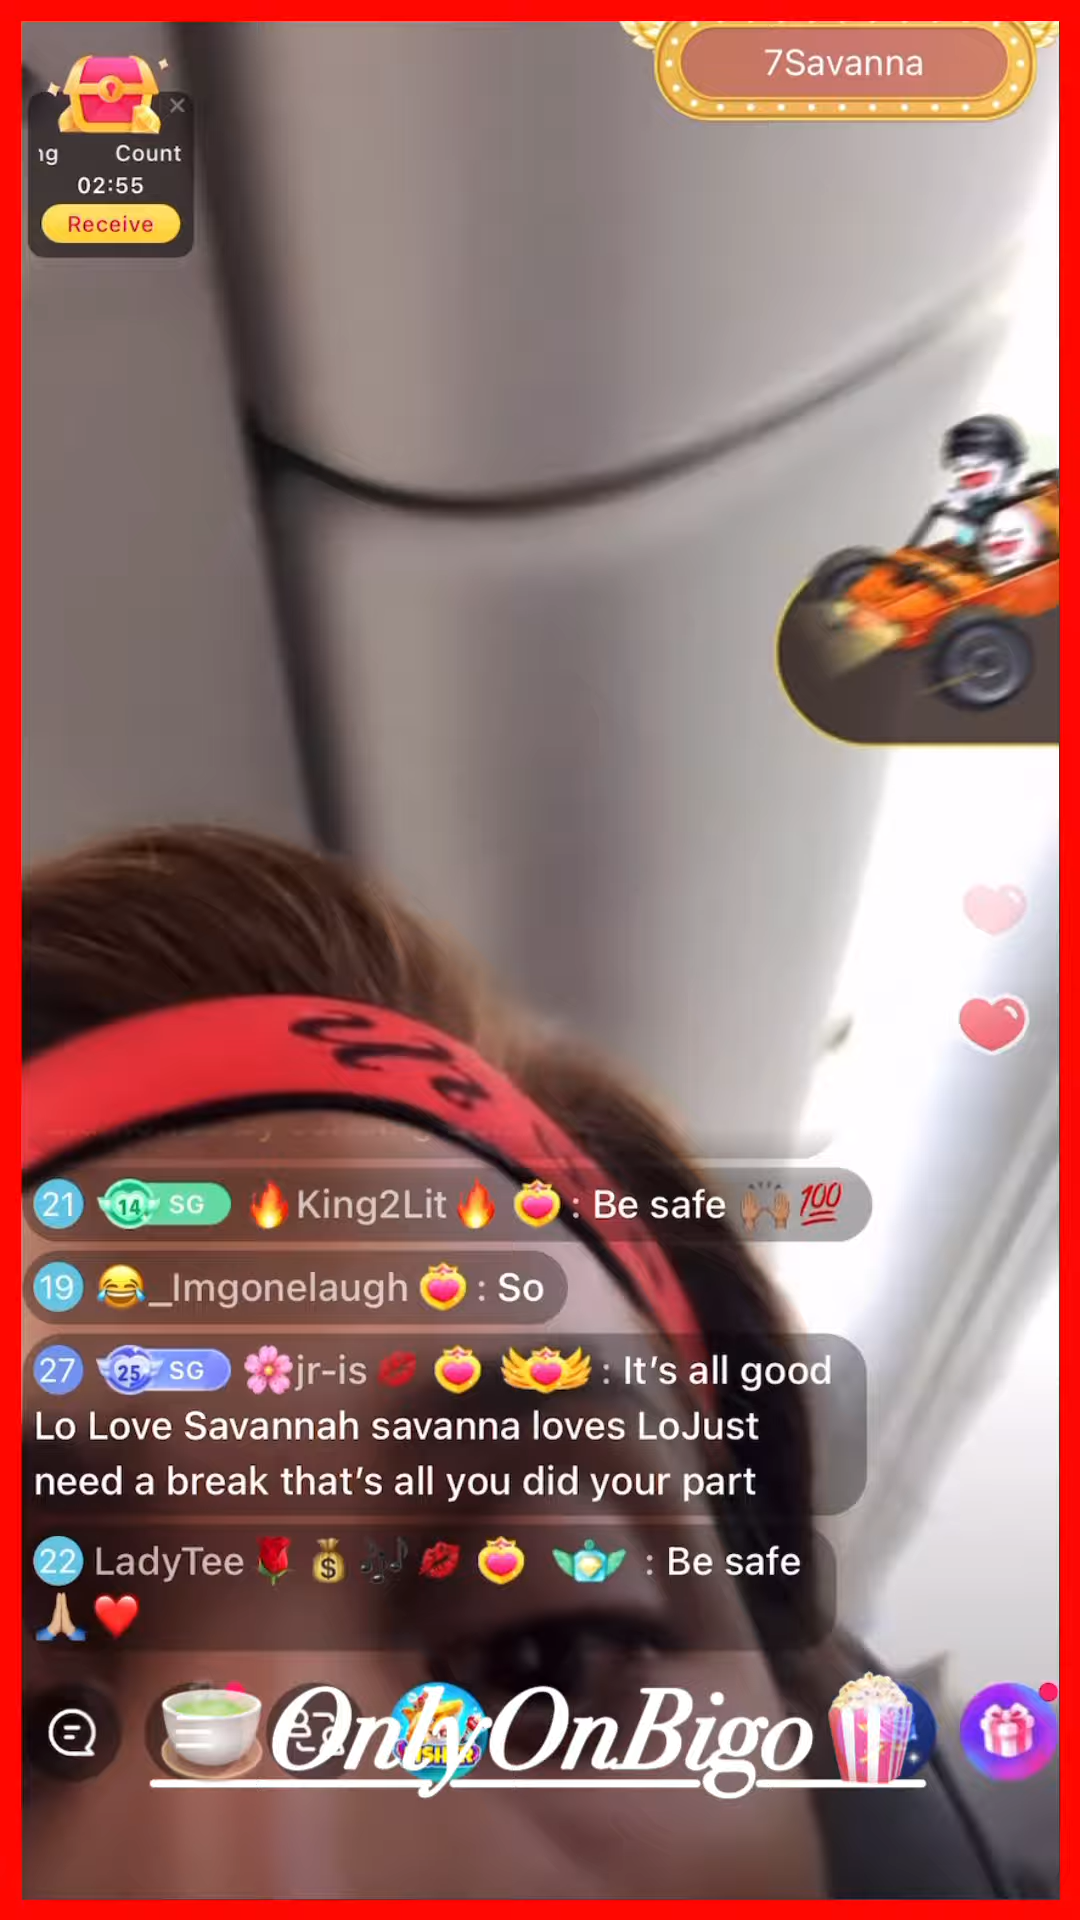 7Savanna
ng Count
02:55
Receive
21 14 SG 🔥King2Lit🔥 : Be safe 🙌🏽 💯
19 😂_Imgonelaugh : So
27 25 SG 🌸jr-is💋 : It’s all good
Lo Love Savannah savanna loves LoJust
need a break that’s all you did your part
22 LadyTee🌹💰🎶💋 : Be safe
🙏🏼❤️
OnlyOnBigo